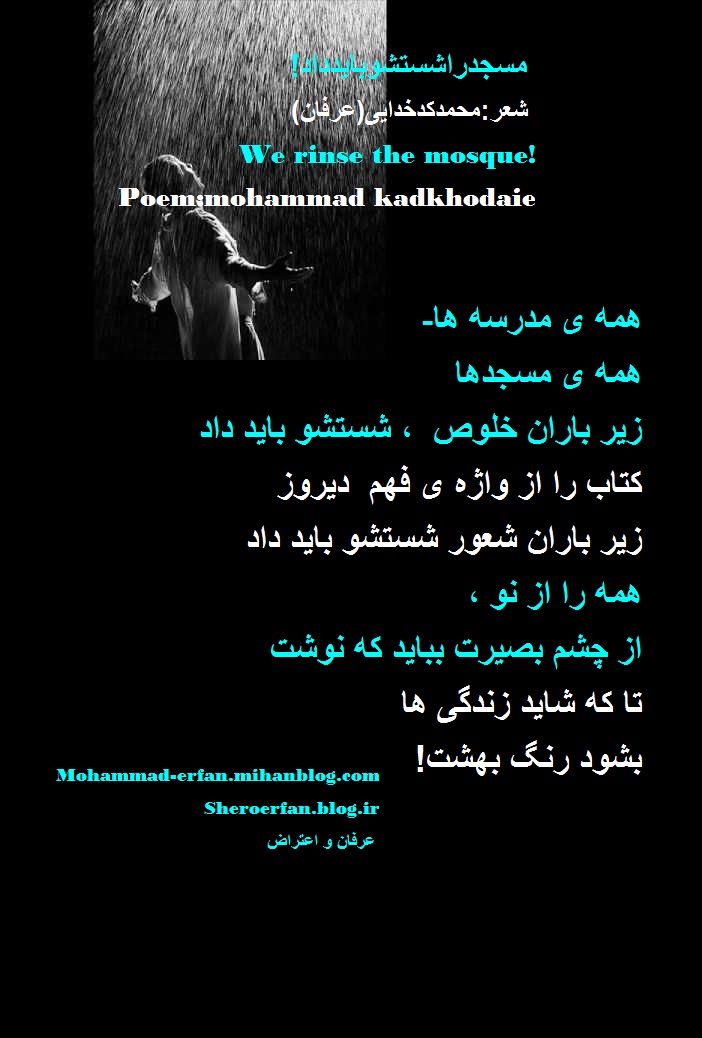 مسجدراشستشوبایدداد!
شعر:محمدکدخدایی(عرفان)
We rinse the mosque!
Poem:mohammad kadkhodaie
همه ی مدرسه ها-
همه ی مسجدها
زیر باران خلوص ، شستشو باید داد
کتاب را از واژه ی فهم دیروز
زیر باران شعور شستشو باید داد
همه را از نو ،
از چشم بصیرت بباید که نوشت
تا که شاید زندگی ها
بشود رنگ بهشت!
Mohammad-erfan.mihanblog.com
Sheroerfan.blog.ir
عرفان و اعتراض